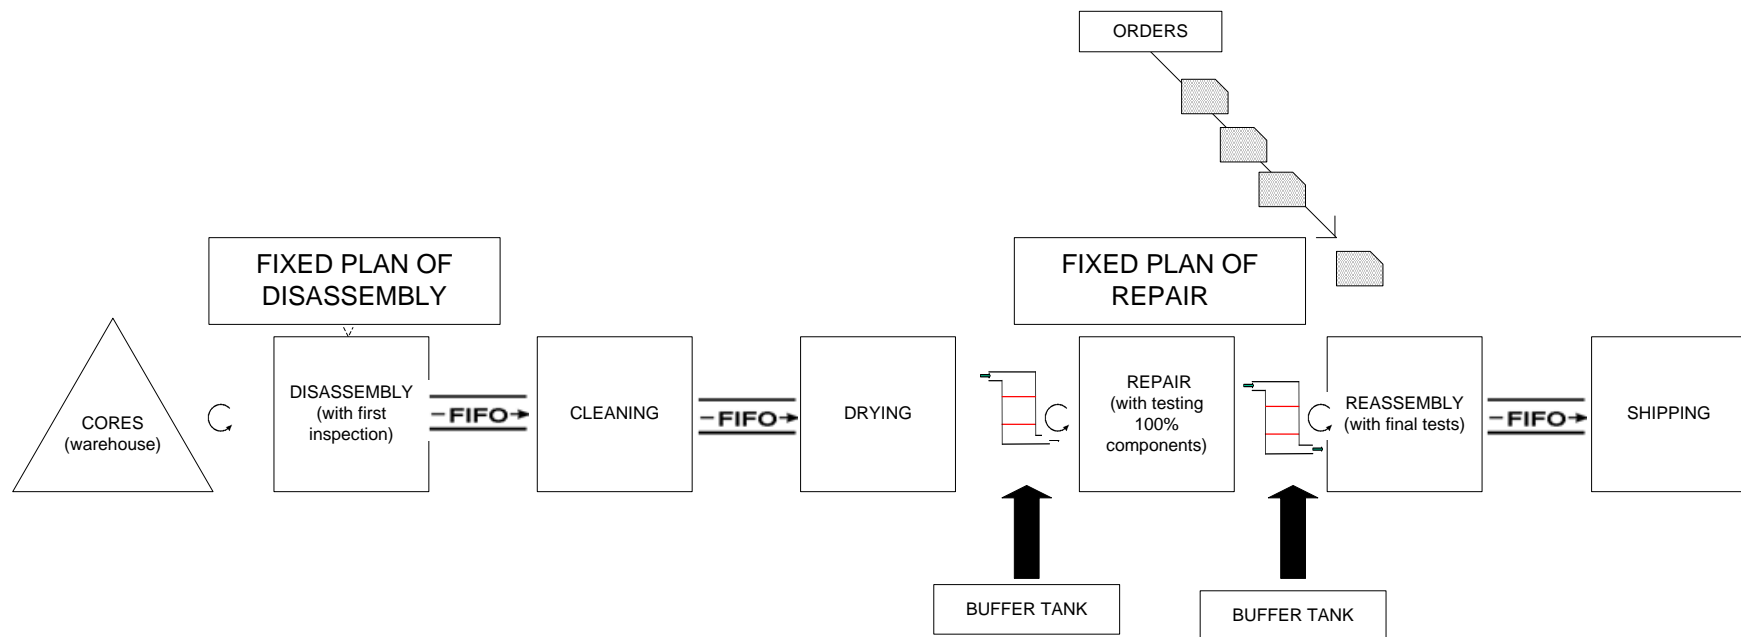 ORDERS
FIXED PLAN OF
DISASSEMBLY
FIXED PLAN OF
REPAIR
CORES
(warehouse)
DISASSEMBLY
(with first
inspection)
FIFO
CLEANING
FIFO
DRYING
REPAIR
(with testing
100%
components)
REASSEMBLY
(with final tests)
FIFO
SHIPPING
BUFFER TANK
BUFFER TANK